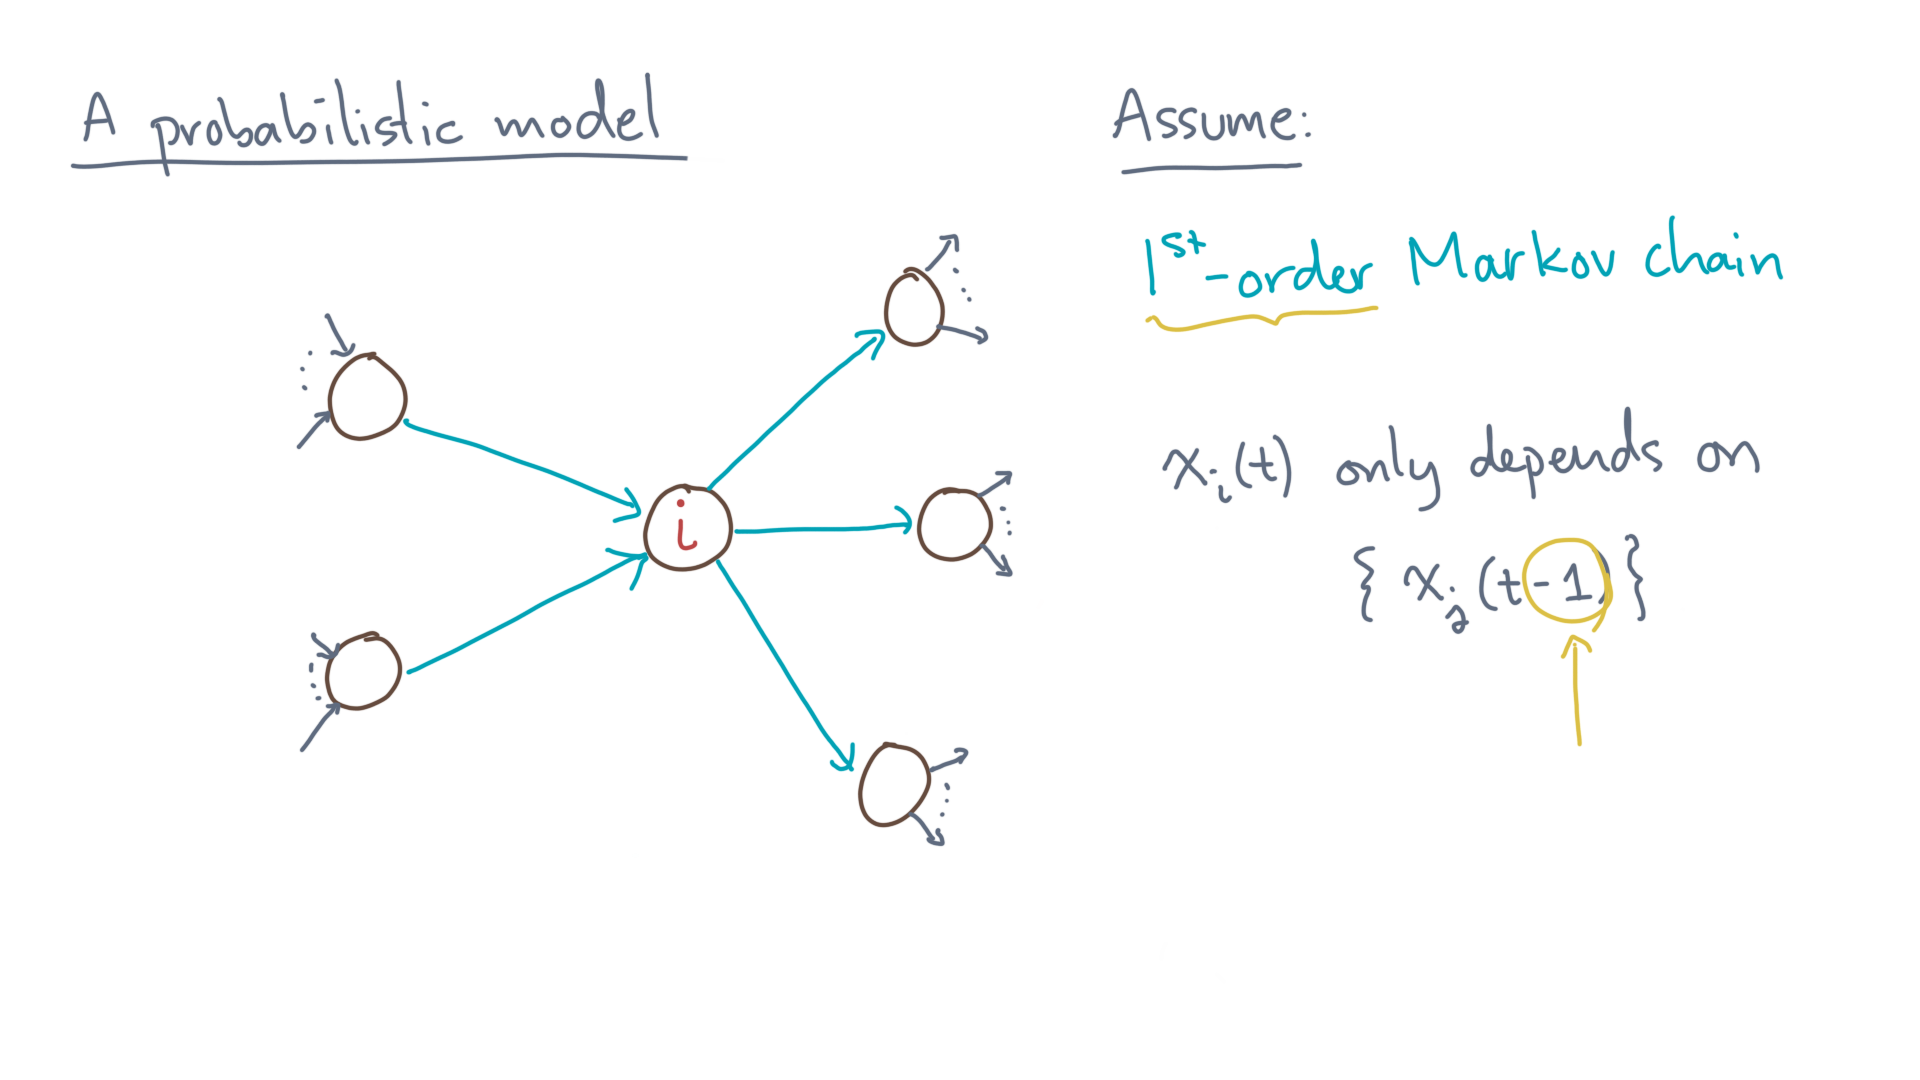 A probabilistic model
i
Assume:
1st-order Markov chain
xᵢ(t) only depends on
{ xⱼ (t-1) }